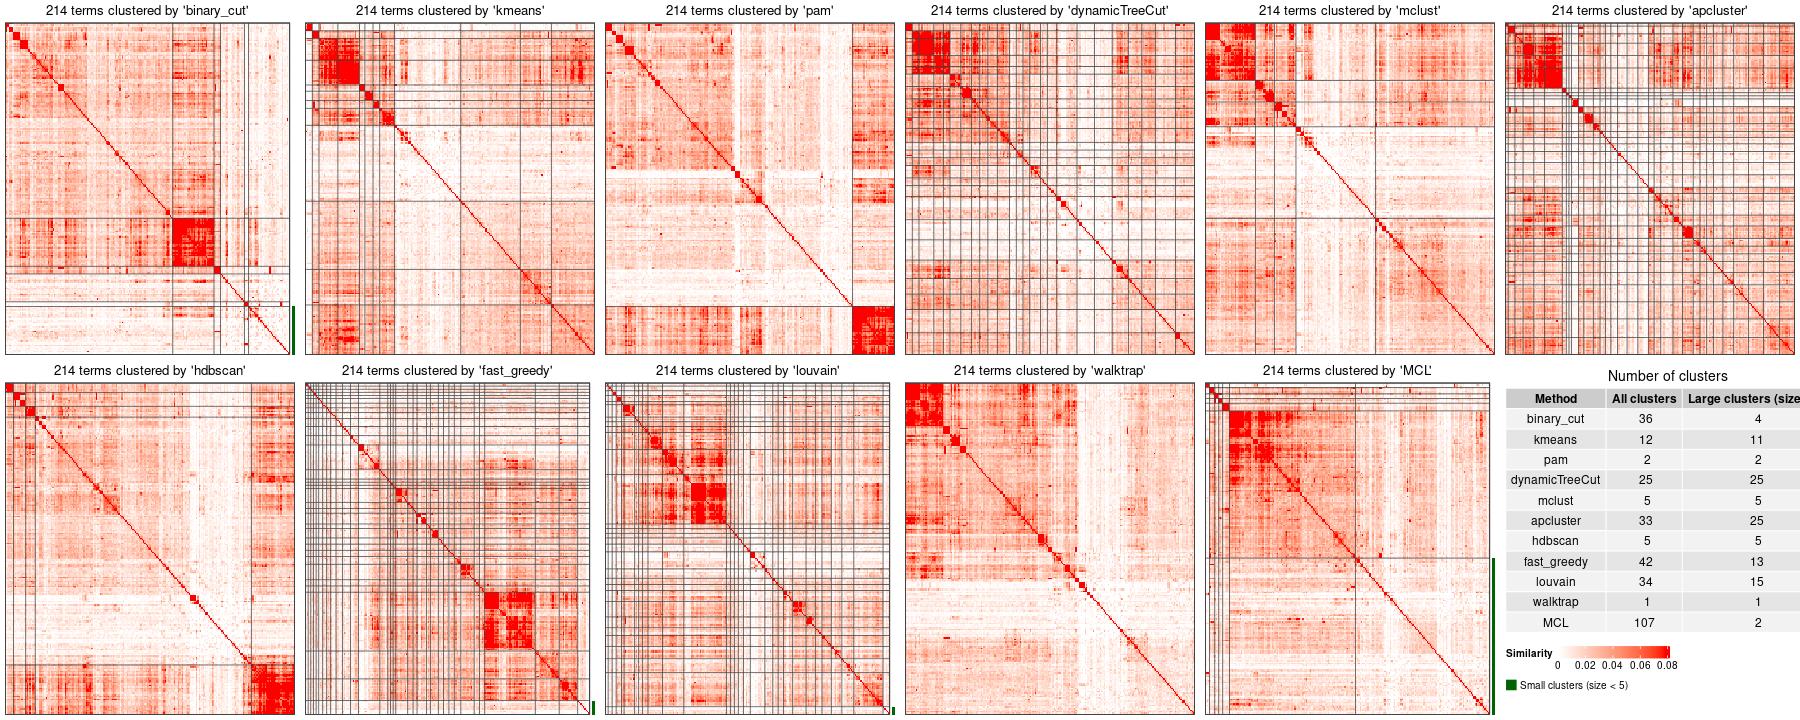 214 terms clustered by 'binary_cut'
214 terms clustered by 'kmeans'
214 terms clustered by 'pam'
214 terms clustered by 'dynamicTreeCut'
214 terms clustered by 'mclust'
214 terms clustered by 'apcluster'
214 terms clustered by 'hdbscan'
214 terms clustered by 'fast_greedy'
214 terms clustered by 'louvain'
214 terms clustered by 'walktrap'
214 terms clustered by 'MCL'
Number of clusters
Method All clusters Large clusters (size
binary_cut 36 4
kmeans 12 11
pam 2 2
dynamicTreeCut 25 25
mclust 5 5
apcluster 33 25
hdbscan 5 5
fast_greedy 42 13
louvain 34 15
walktrap 1 1
MCL 107 2
Similarity
0 0.02 0.04 0.06 0.08
Small clusters (size < 5)